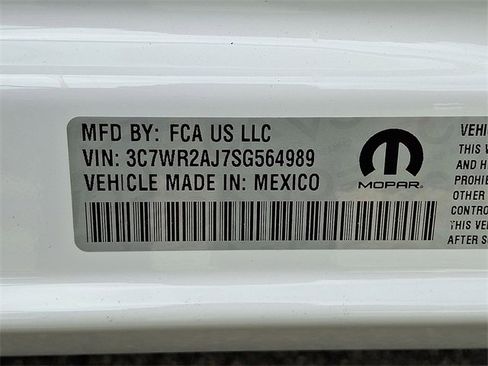 MFD BY: FCA US LLC
VIN: 3C7WR2AJ7SG564989
VEHICLE MADE IN: MEXICO
MOPAR
VEHI
THIS V
AND H
PROHIB
OTHER
CONTRO
THIS VE
AFTER S